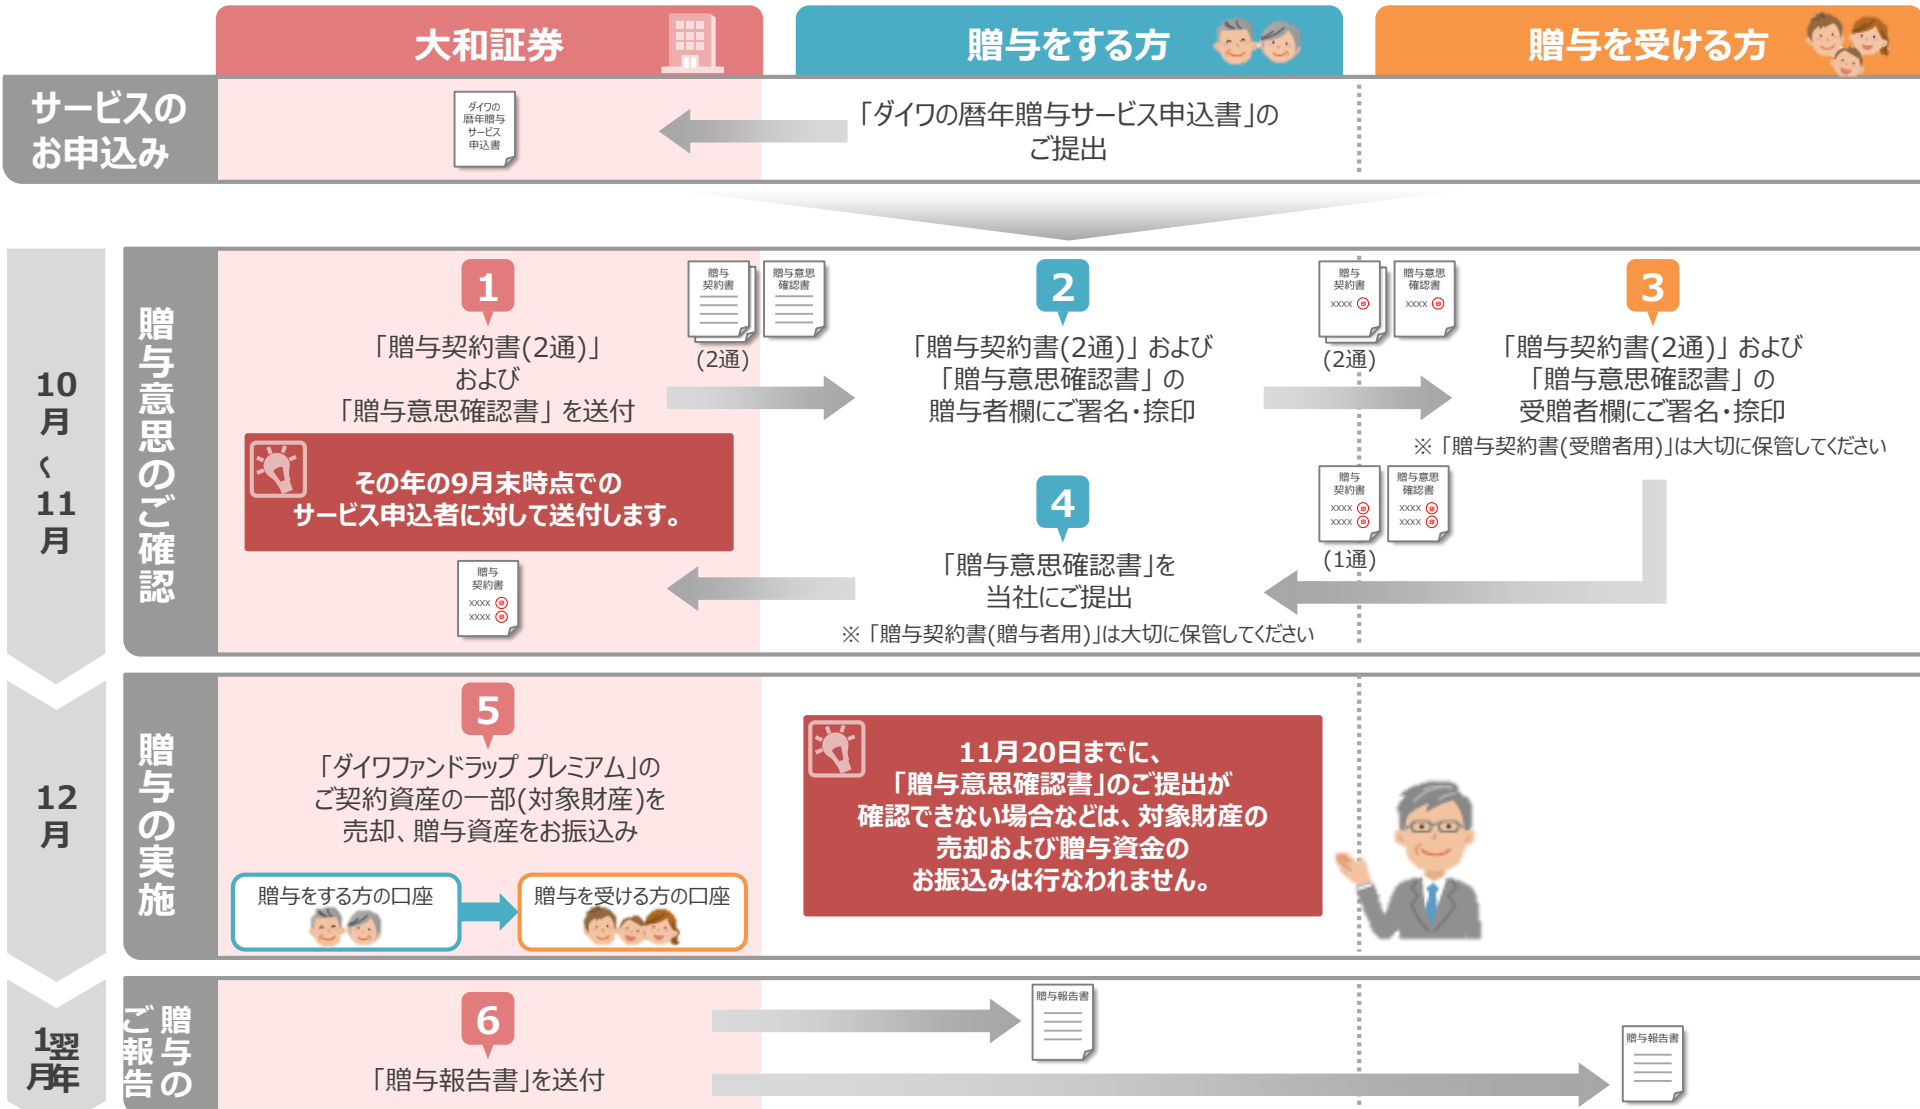 大和証券
贈与をする方
贈与を受ける方
サービスの
お申込み
ダイワの
暦年贈与
サービス
申込書
「ダイワの暦年贈与サービス申込書」の
ご提出
10
月
~
11
月
贈与意思のご確認
1
「贈与契約書(2通)」
および
「贈与意思確認書」を送付
その年の9月末時点での
サービス申込者に対して送付します。
贈与
契約書
贈与意思
確認書
(2通)
2
「贈与契約書(2通)」および
「贈与意思確認書」の
贈与者欄にご署名・捺印
贈与
契約書
xxxx 印
贈与意思
確認書
xxxx 印
(2通)
3
「贈与契約書(2通)」および
「贈与意思確認書」の
受贈者欄にご署名・捺印
※「贈与契約書(受贈者用)」は大切に保管してください
贈与
契約書
xxxx 印
xxxx 印
贈与意思
確認書
xxxx 印
xxxx 印
(1通)
4
「贈与意思確認書」を
当社にご提出
※「贈与契約書(贈与者用)」は大切に保管してください
贈与
契約書
xxxx 印
xxxx 印
12
月
贈与の実施
5
「ダイワファンドラップ プレミアム」の
ご契約資産の一部(対象財産)を
売却、贈与資産をお振込み
贈与をする方の口座
贈与を受ける方の口座
11月20日までに、
「贈与意思確認書」のご提出が
確認できない場合などは、対象財産の
売却および贈与資金の
お振込みは行なわれません。
翌年
1月
贈与の
ご報告
6
「贈与報告書」を送付
贈与報告書
贈与報告書